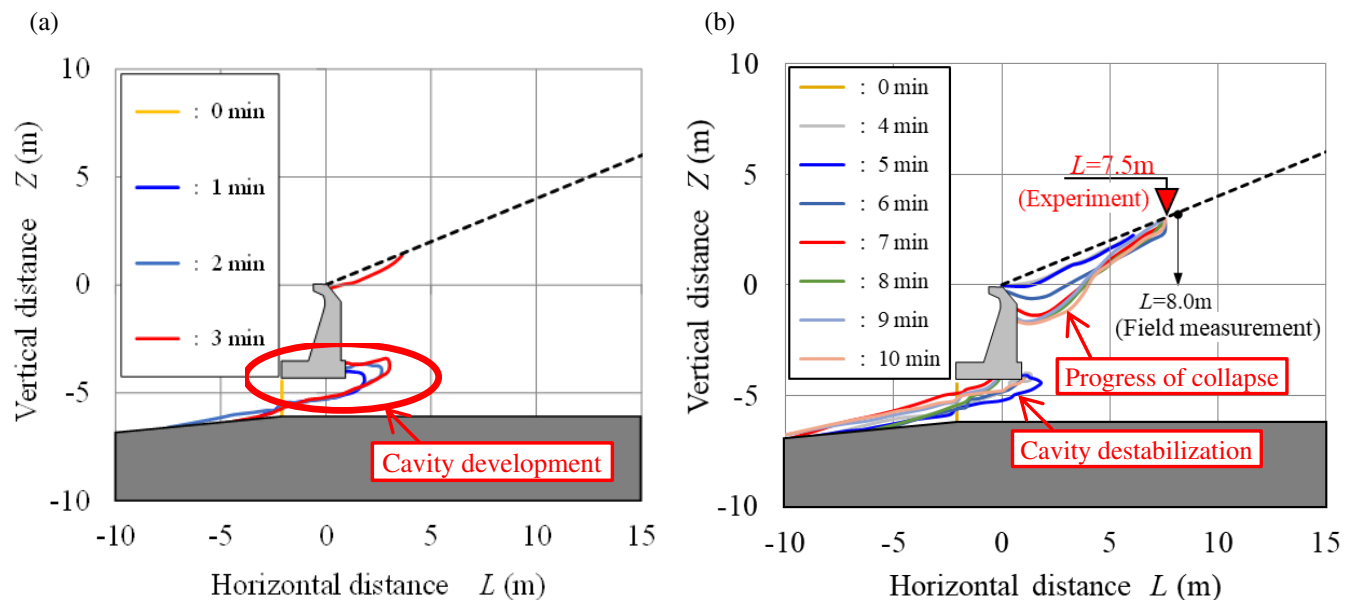 (a)
10
5
0
-5
-10
-10
-5
0
5
10
15
Vertical distance Z (m)
Horizontal distance L (m)
: 0 min
: 1 min
: 2 min
: 3 min
Cavity development
(b)
10
5
0
-5
-10
-10
-5
0
5
10
15
Vertical distance Z (m)
Horizontal distance L (m)
: 0 min
: 4 min
: 5 min
: 6 min
: 7 min
: 8 min
: 9 min
: 10 min
L=7.5m
(Experiment)
L=8.0m
(Field measurement)
Progress of collapse
Cavity destabilization